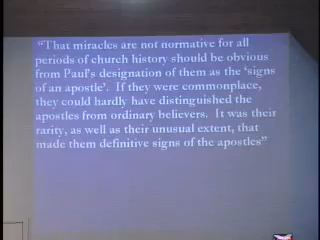 “That miracles are not normative for all
periods of church history should be obvious
from Paul’s designation of them as the ‘signs
of an apostle’.  If they were commonplace,
they could hardly have distinguished the
apostles from ordinary believers.  It was their
rarity, as well as their unusual extent, that
made them definitive signs of the apostles”